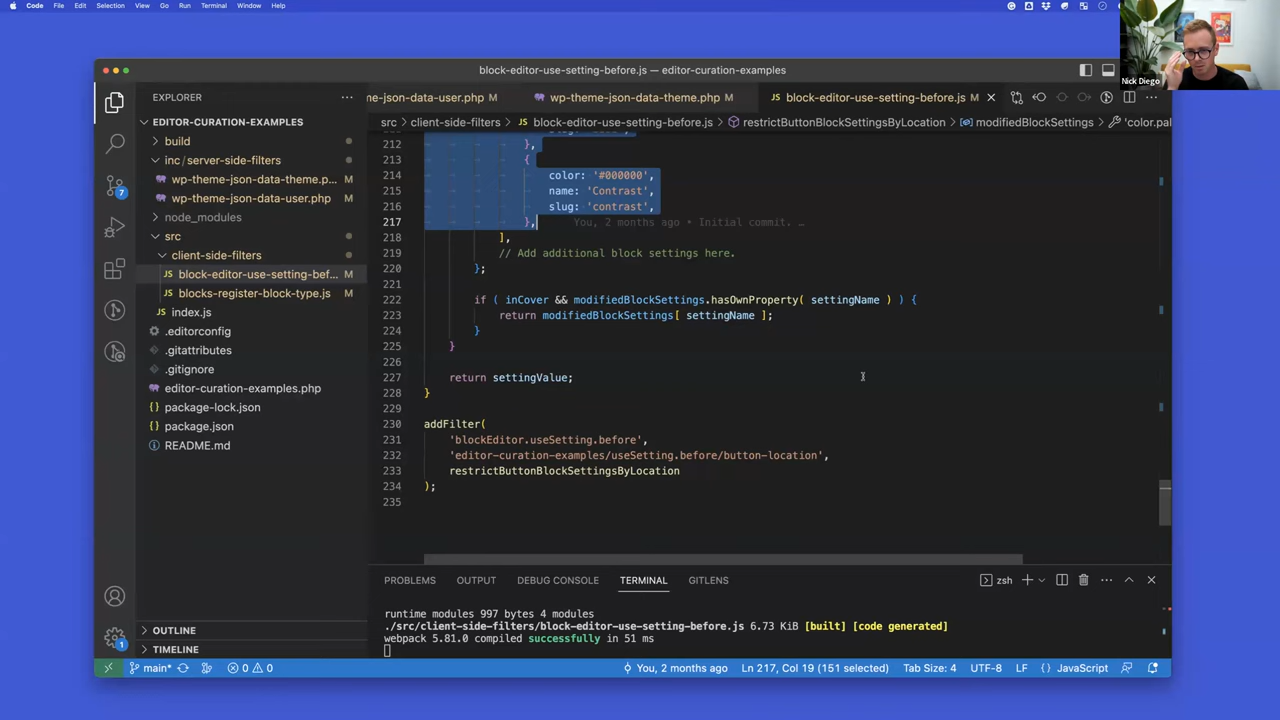 Code File Edit Selection View Go Run Terminal Window Help
Nick Diego
block-editor-use-setting-before.js — editor-curation-examples
EXPLORER
me-json-data-user.php M
wp-theme-json-data-theme.php M
block-editor-use-setting-before.js M
src > client-side-filters > block-editor-use-setting-before.js > restrictButtonBlockSettingsByLocation > modifiedBlockSettings > 'color.pal
EDITOR-CURATION-EXAMPLES
build
inc/server-side-filters
wp-theme-json-data-theme.p... M
wp-theme-json-data-user.php M
node_modules
src
client-side-filters
JS block-editor-use-setting-bef... M
JS blocks-register-block-type.js M
JS index.js
.editorconfig
.gitattributes
.gitignore
editor-curation-examples.php
package-lock.json
package.json
README.md
OUTLINE
TIMELINE
7
1
212 },
213 {
214 color: '#000000',
215 name: 'Contrast',
216 slug: 'contrast',
217 }, You, 2 months ago • Initial commit. …
218 ],
219 // Add additional block settings here.
220 };
221
222 if ( inCover && modifiedBlockSettings.hasOwnProperty( settingName ) ) {
223 return modifiedBlockSettings[ settingName ];
224 }
225 }
226
227 return settingValue;
228 }
229
230 addFilter(
231 'blockEditor.useSetting.before',
232 'editor-curation-examples/useSetting.before/button-location',
233 restrictButtonBlockSettingsByLocation
234 );
235
PROBLEMS OUTPUT DEBUG CONSOLE TERMINAL GITLENS
zsh
runtime modules 997 bytes 4 modules
./src/client-side-filters/block-editor-use-setting-before.js 6.73 KiB [built] [code generated]
webpack 5.81.0 compiled successfully in 51 ms
main* 0 0 You, 2 months ago Ln 217, Col 19 (151 selected) Tab Size: 4 UTF-8 LF {} JavaScript